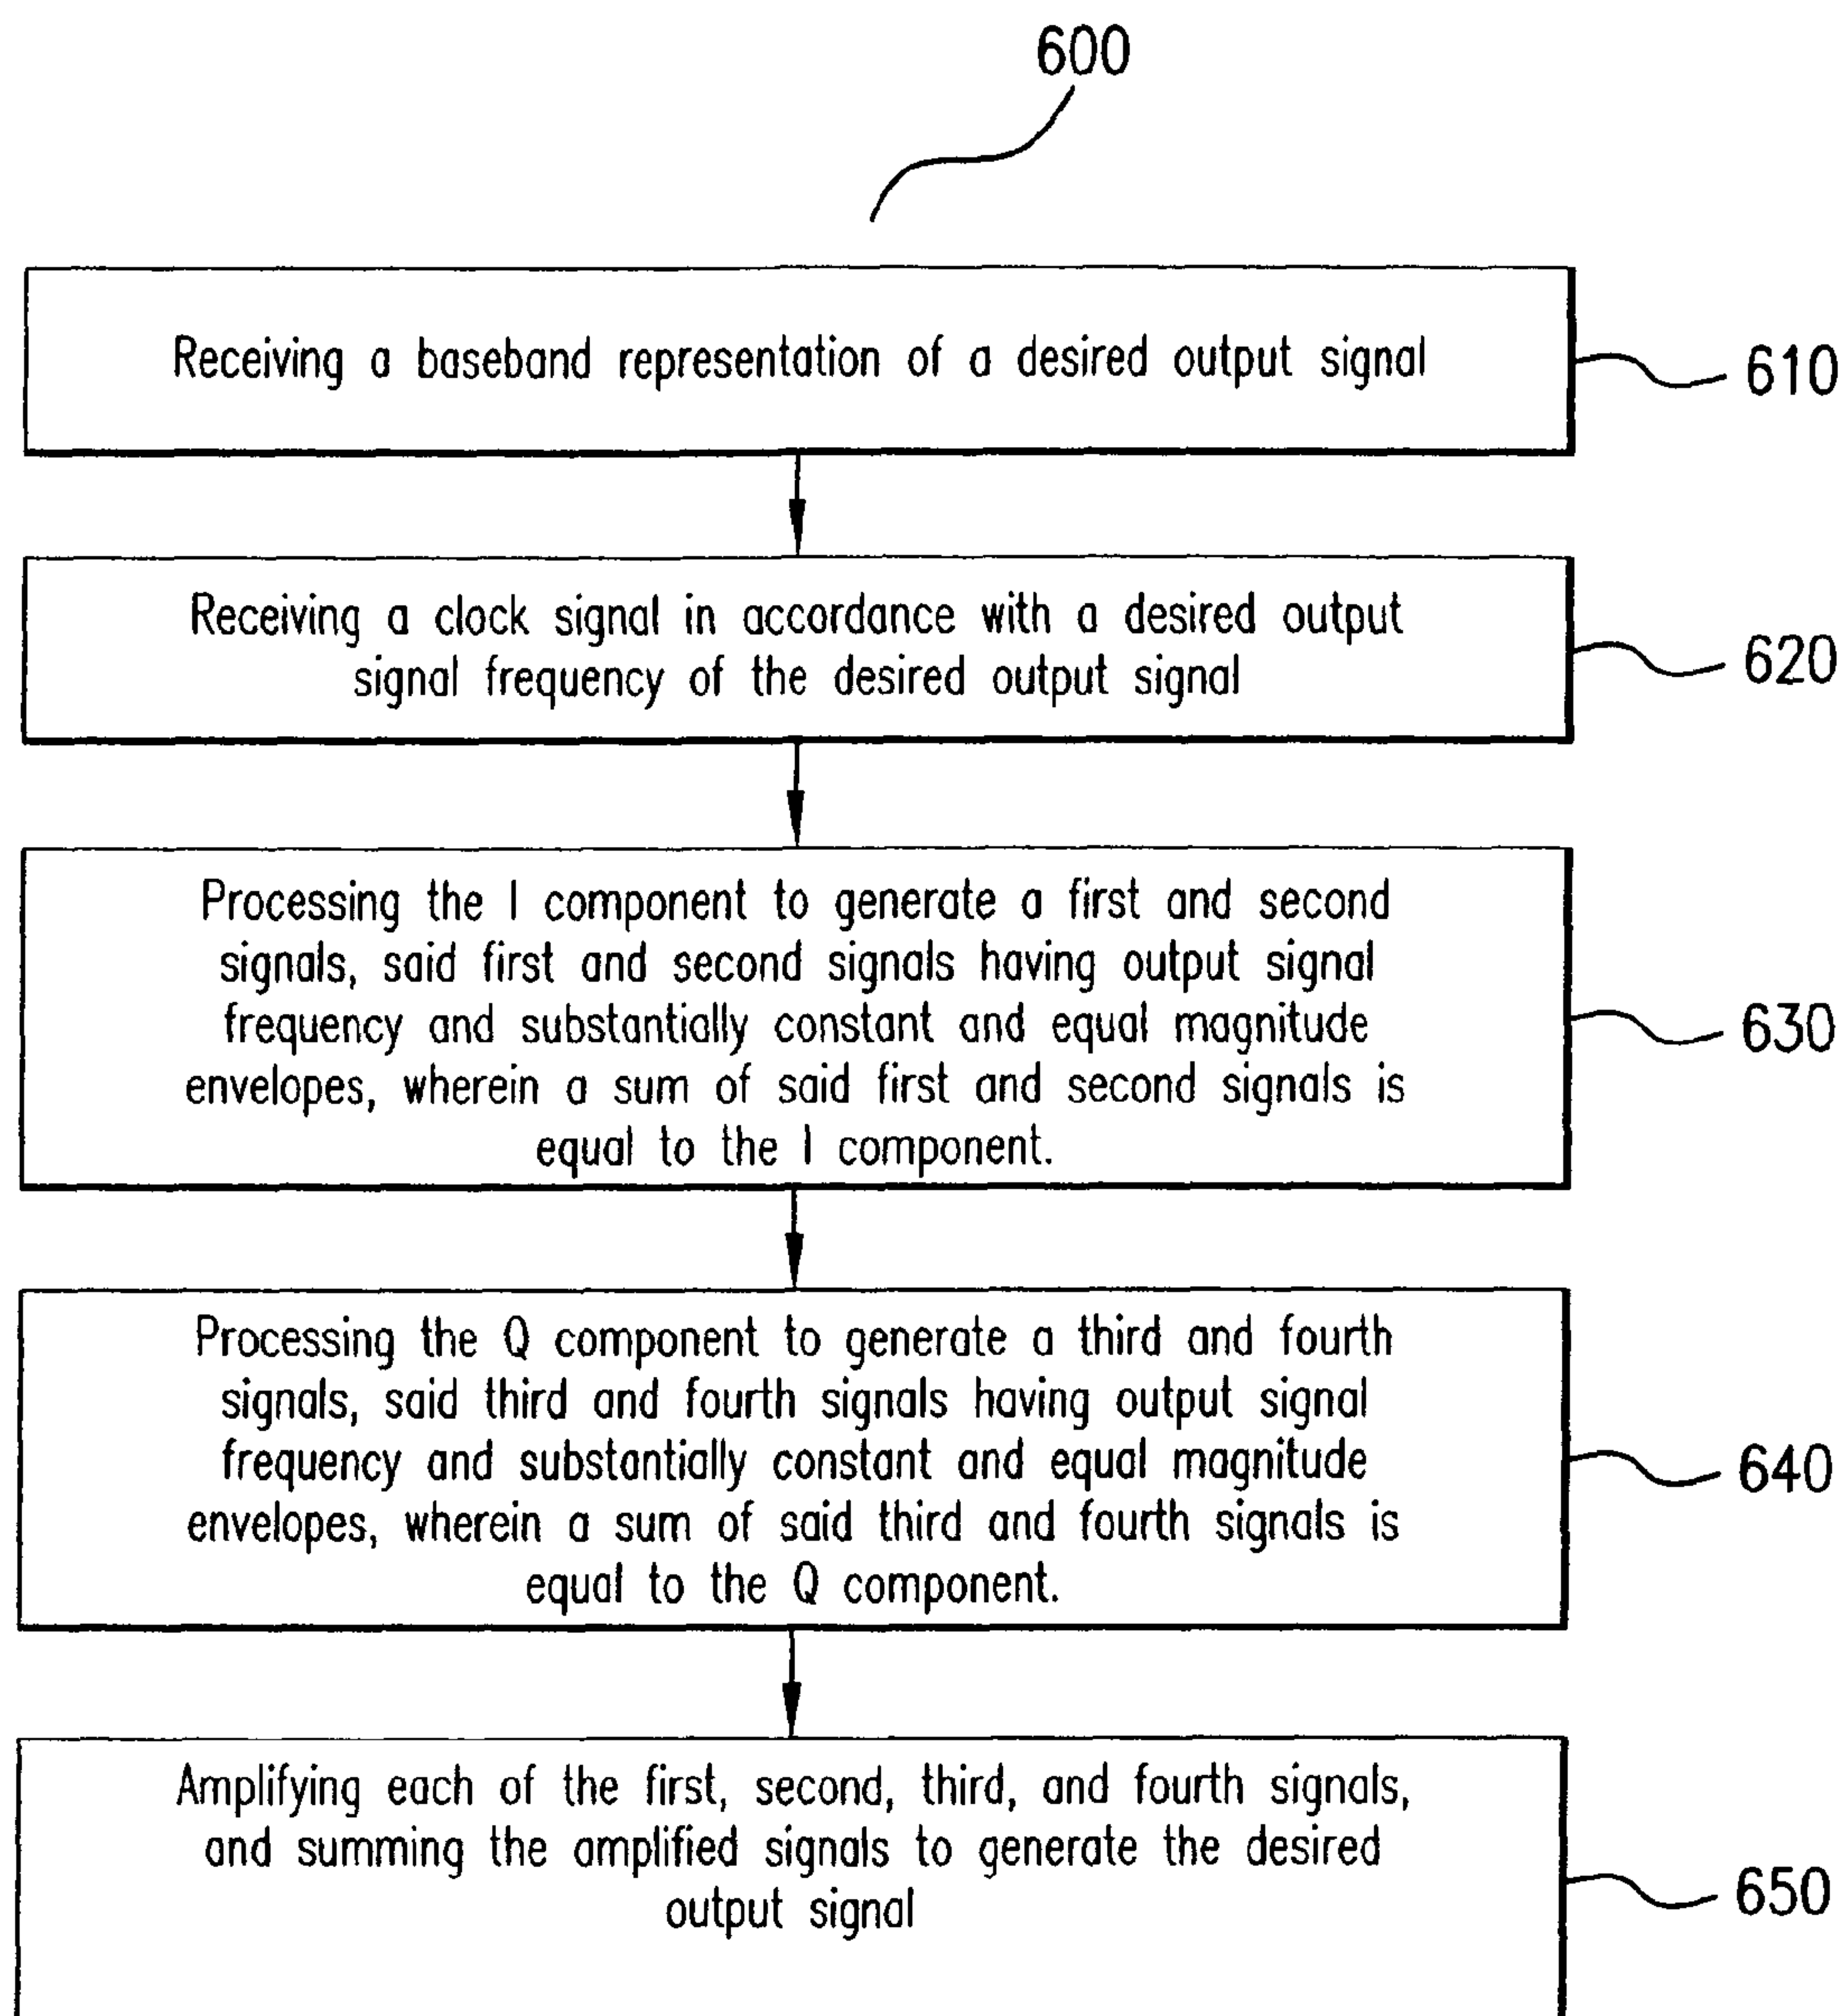 600
Receiving a baseband representation of a desired output signal
610
Receiving a clock signal in accordance with a desired output
signal frequency of the desired output signal
620
Processing the I component to generate a first and second
signals, said first and second signals having output signal
frequency and substantially constant and equal magnitude
envelopes, wherein a sum of said first and second signals is
equal to the I component.
630
Processing the Q component to generate a third and fourth
signals, said third and fourth signals having output signal
frequency and substantially constant and equal magnitude
envelopes, wherein a sum of said third and fourth signals is
equal to the Q component.
640
Amplifying each of the first, second, third, and fourth signals,
and summing the amplified signals to generate the desired
output signal
650